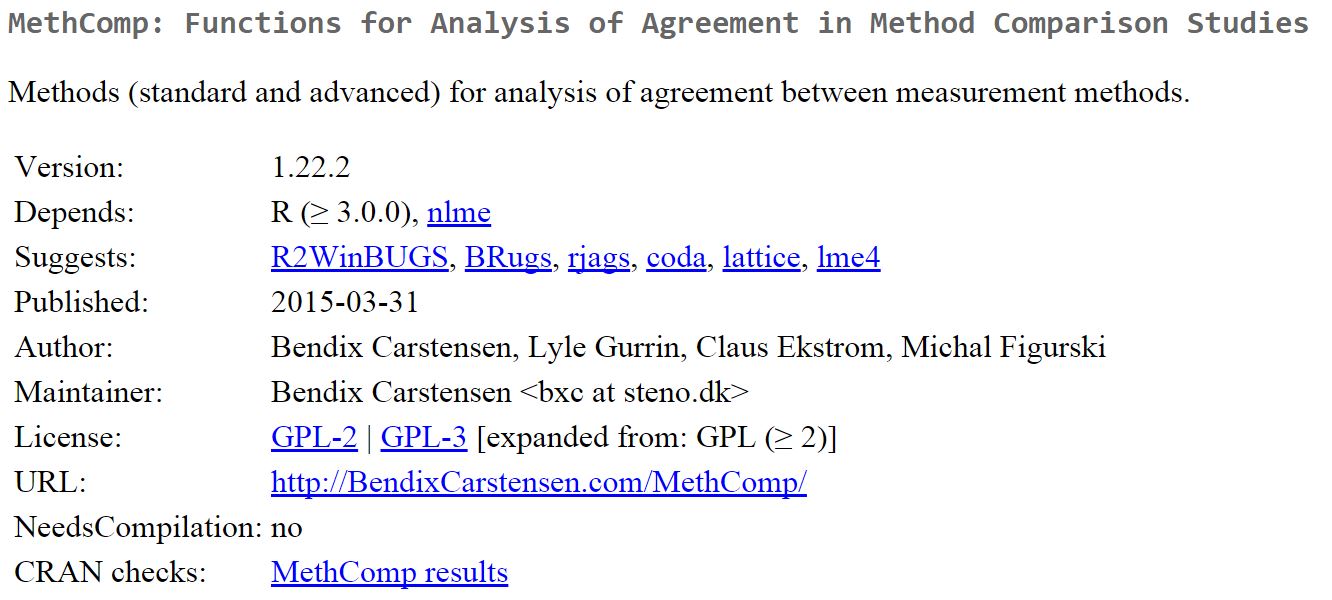 MethComp: Functions for Analysis of Agreement in Method Comparison Studies
Methods (standard and advanced) for analysis of agreement between measurement methods.
Version: 1.22.2
Depends: R (≥ 3.0.0), nlme
Suggests: R2WinBUGS, BRugs, rjags, coda, lattice, lme4
Published: 2015-03-31
Author: Bendix Carstensen, Lyle Gurrin, Claus Ekstrom, Michal Figurski
Maintainer: Bendix Carstensen <bxc at steno.dk>
License: GPL-2 | GPL-3 [expanded from: GPL (≥ 2)]
URL: http://BendixCarstensen.com/MethComp/
NeedsCompilation: no
CRAN checks: MethComp results